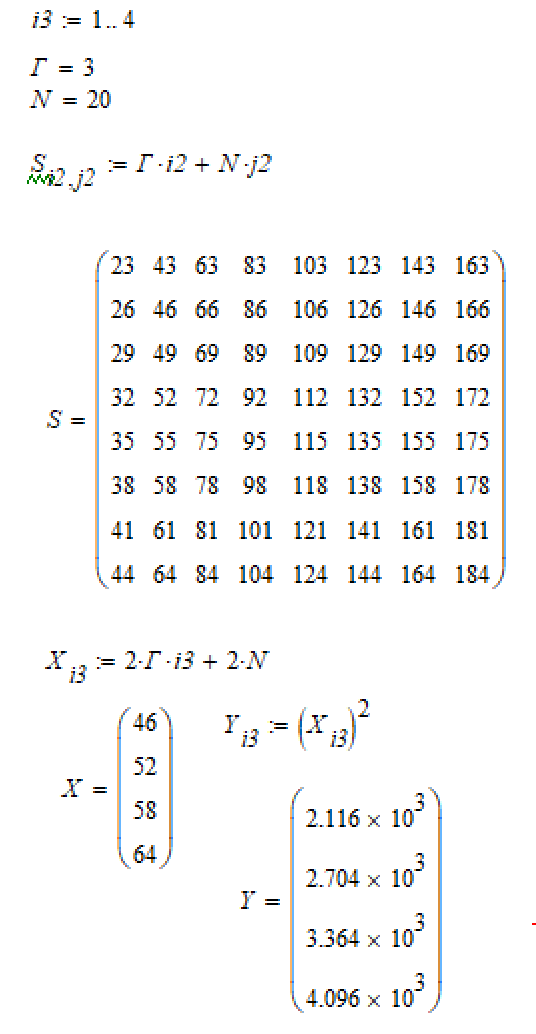 i3 := 1.. 4
Γ = 3
N = 20
S i2,j2 := Γ·i2 + N·j2
23 43 63 83 103 123 143 163
26 46 66 86 106 126 146 166
29 49 69 89 109 129 149 169
32 52 72 92 112 132 152 172
S =
35 55 75 95 115 135 155 175
38 58 78 98 118 138 158 178
41 61 81 101 121 141 161 181
44 64 84 104 124 144 164 184
X i3 := 2·Γ·i3 + 2·N
X =
46
52
58
64
Y i3 := (X i3)^2
Y =
2.116 × 10^3
2.704 × 10^3
3.364 × 10^3
4.096 × 10^3